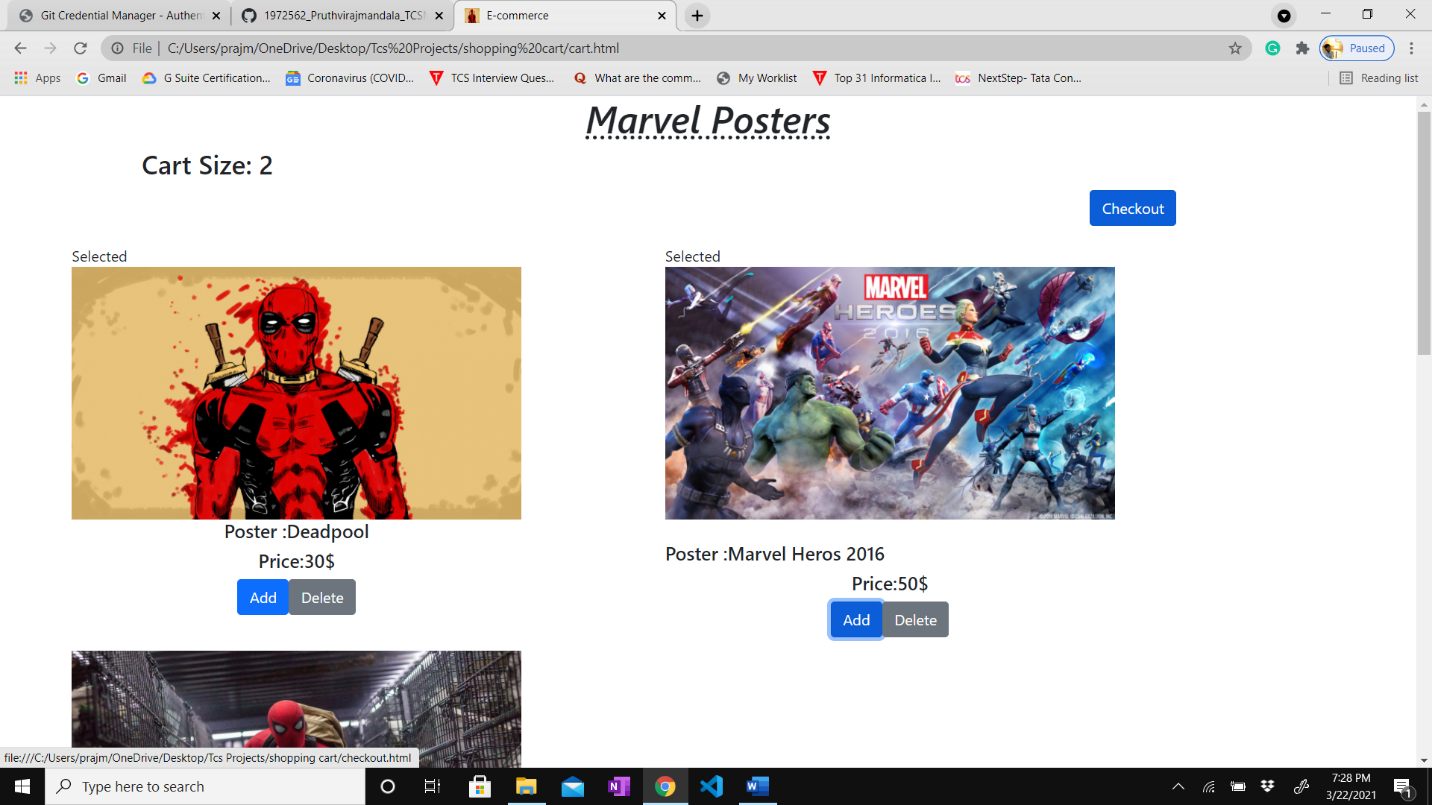 Git Credential Manager - Authen
1972562_Pruthvirajmandala_TCSN
E-commerce
File
C:/Users/prajm/OneDrive/Desktop/Tcs%20Projects/shopping%20cart/cart.html
Paused
Apps
Gmail
G Suite Certification...
Coronavirus (COVID...
TCS Interview Ques...
What are the comm...
My Worklist
Top 31 Informatica I...
NextStep- Tata Con...
Reading list
Marvel Posters
Cart Size: 2
Checkout
Selected
Selected
MARVEL
HEROES
2016
Poster :Deadpool
Price:30$
Add
Delete
Poster :Marvel Heros 2016
Price:50$
Add
Delete
file:///C:/Users/prajm/OneDrive/Desktop/Tcs Projects/shopping cart/checkout.html
Type here to search
7:28 PM
3/22/2021
1